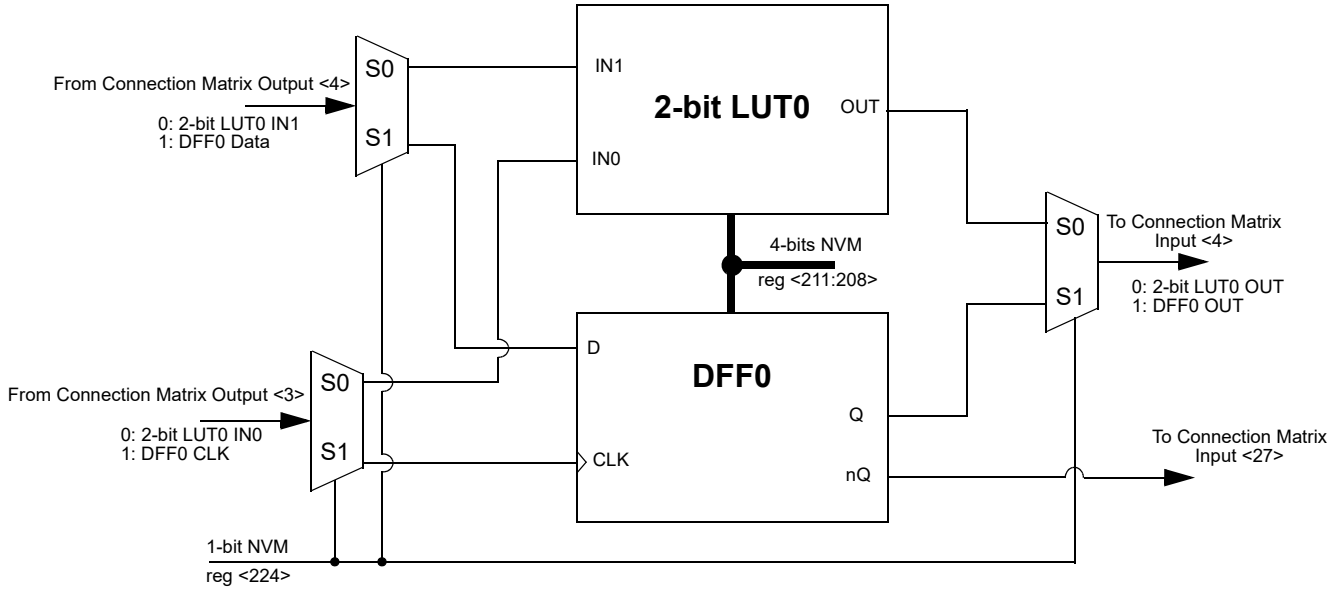 From Connection Matrix Output <4>
0: 2-bit LUT0 IN1
1: DFF0 Data
S0
S1
IN1
IN0
2-bit LUT0
OUT
4-bits NVM
reg <211:208>
S0
S1
To Connection Matrix
Input <4>
0: 2-bit LUT0 OUT
1: DFF0 OUT
From Connection Matrix Output <3>
0: 2-bit LUT0 IN0
1: DFF0 CLK
S0
S1
D
CLK
DFF0
Q
nQ
To Connection Matrix
Input <27>
1-bit NVM
reg <224>